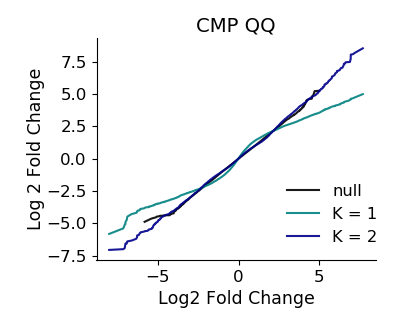 CMP QQ
7.5
5.0
2.5
0.0
−2.5
−5.0
−7.5
Log 2 Fold Change
null
K = 1
K = 2
−5
0
5
Log2 Fold Change